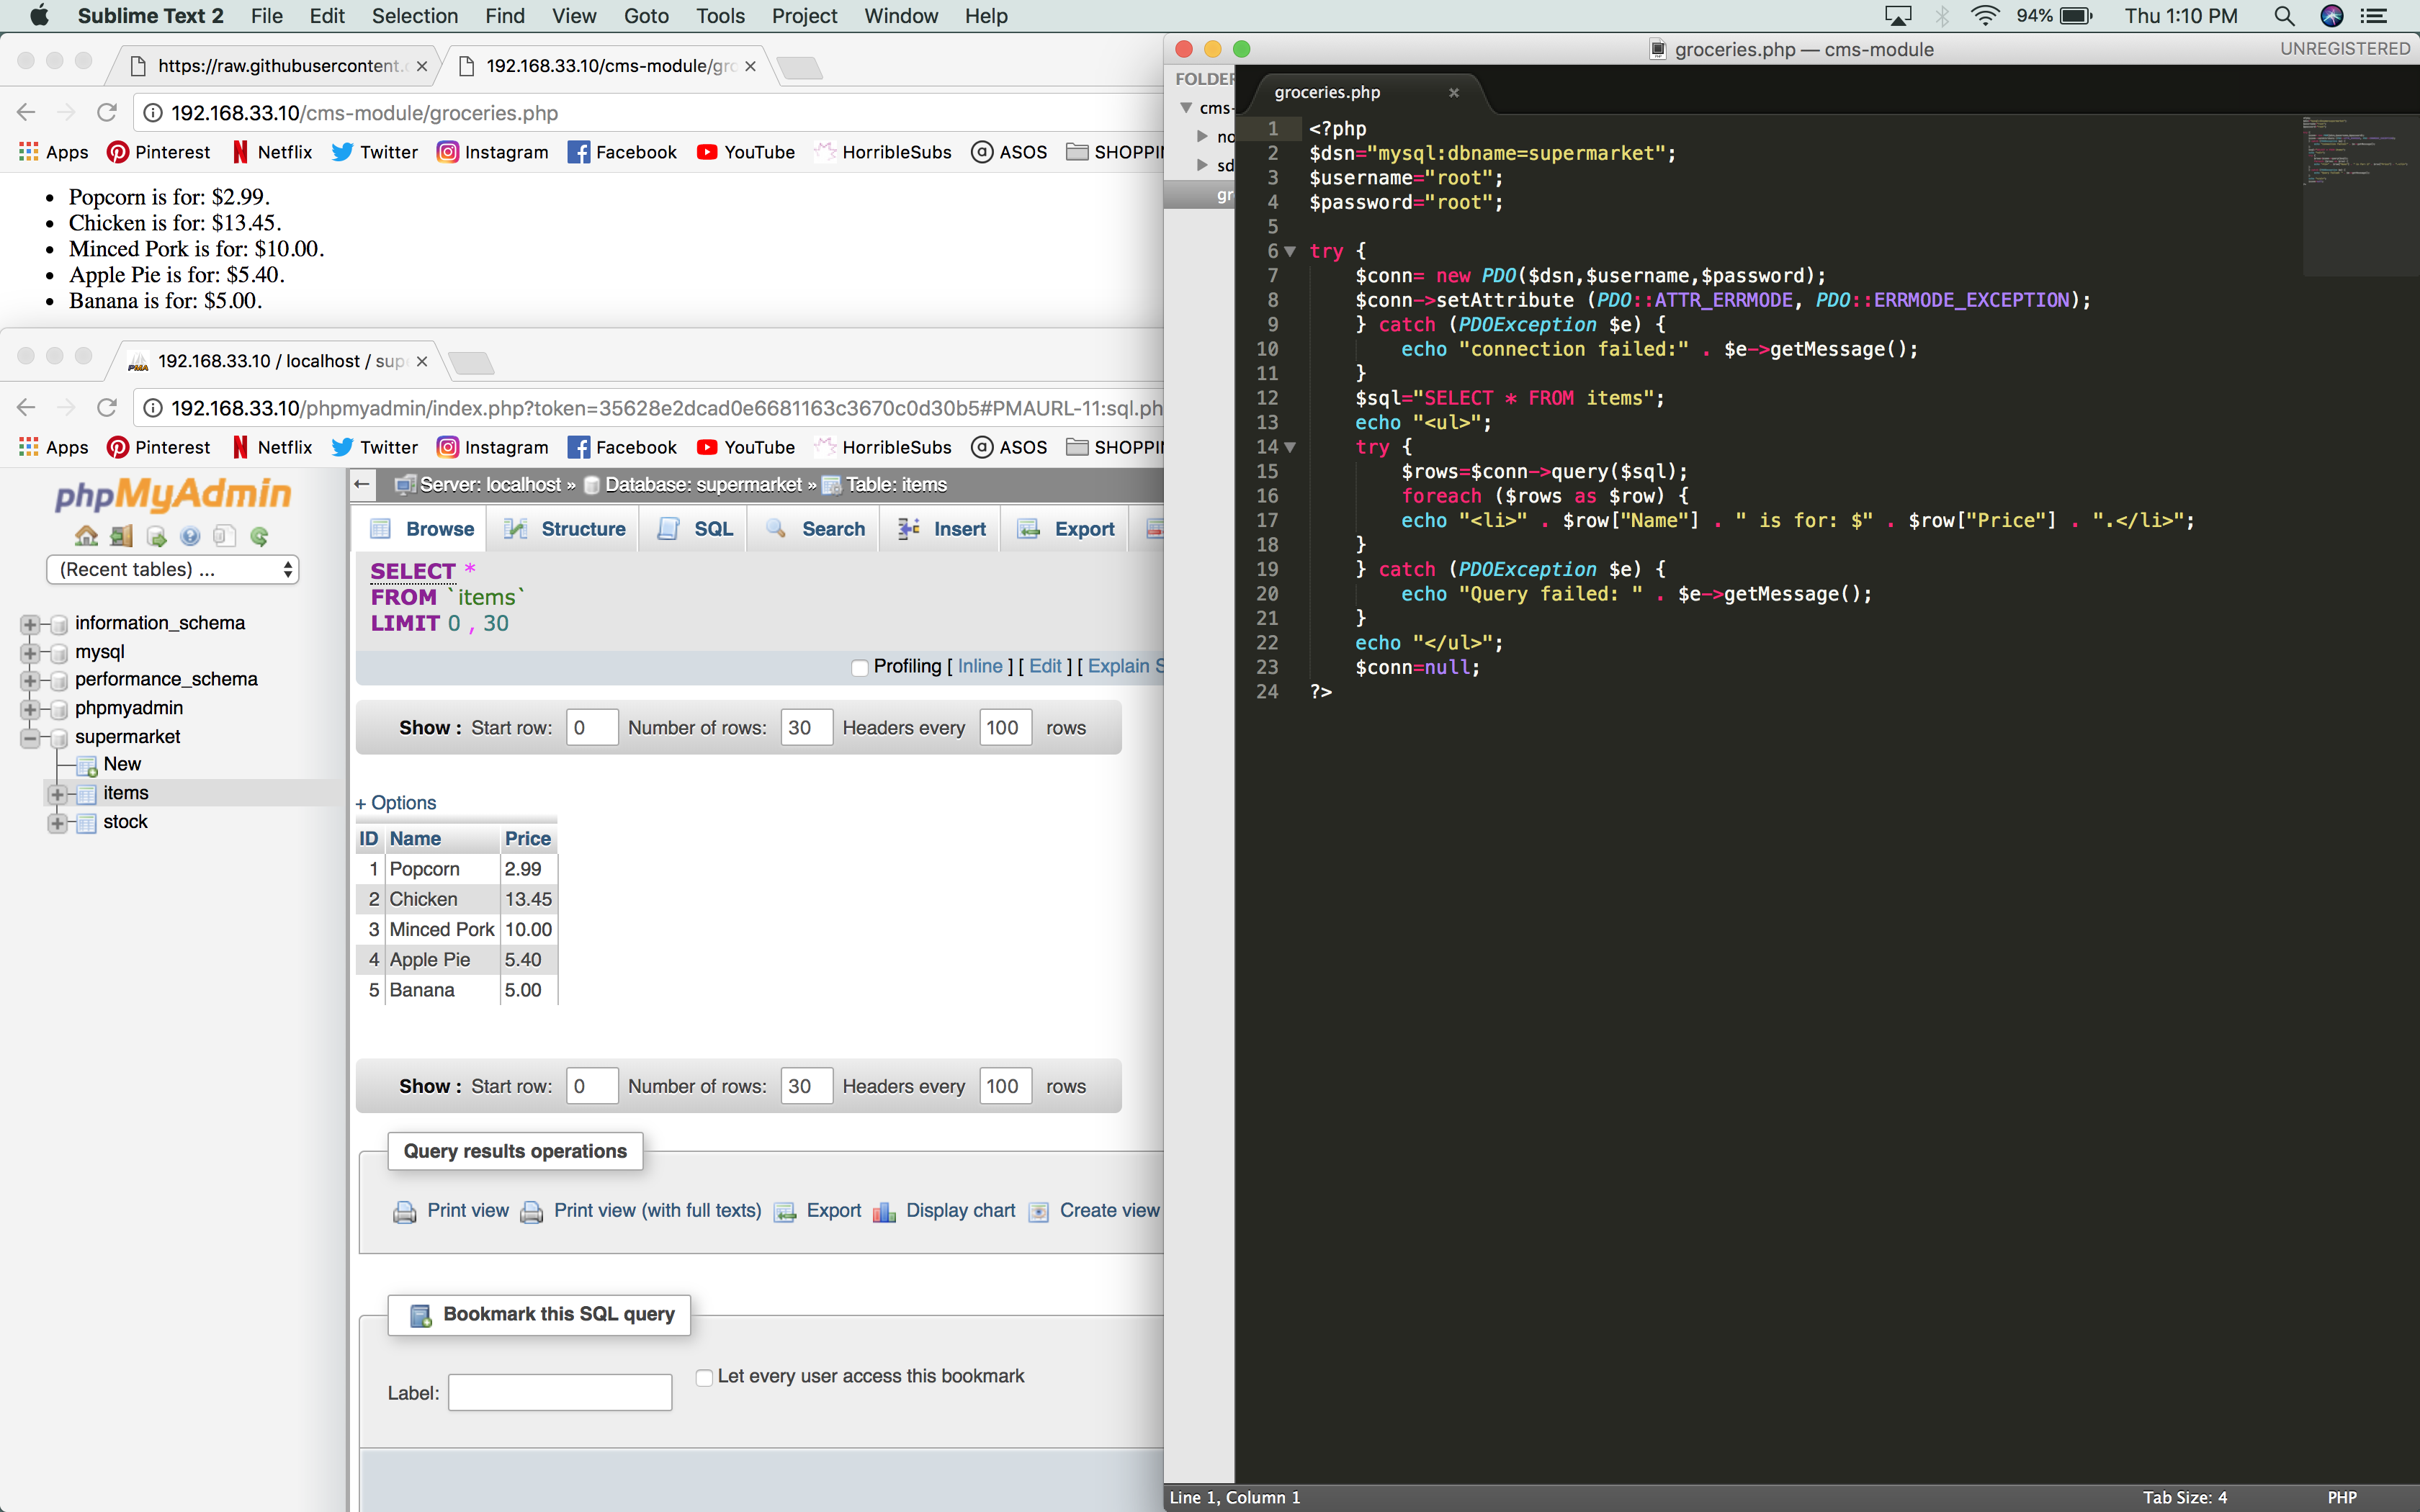 Sublime Text 2 File Edit Selection Find View Goto Tools Project Window Help 94% Thu 1:10 PM
https://raw.githubusercontent. 192.168.33.10/cms-module/gro
192.168.33.10/cms-module/groceries.php
Apps Pinterest Netflix Twitter Instagram Facebook YouTube HorribleSubs ASOS SHOPPI
• Popcorn is for: $2.99.
• Chicken is for: $13.45.
• Minced Pork is for: $10.00.
• Apple Pie is for: $5.40.
• Banana is for: $5.00.
192.168.33.10 / localhost / sup
192.168.33.10/phpmyadmin/index.php?token=35628e2dcad0e6681163c3670c0d30b5#PMAURL-11:sql.ph
Apps Pinterest Netflix Twitter Instagram Facebook YouTube HorribleSubs ASOS SHOPPI
phpMyAdmin
(Recent tables) ...
information_schema
mysql
performance_schema
phpmyadmin
supermarket
New
items
stock
Server: localhost » Database: supermarket » Table: items
Browse Structure SQL Search Insert Export
SELECT *
FROM `items`
LIMIT 0 , 30
Profiling [ Inline ] [ Edit ] [ Explain S
Show : Start row: 0 Number of rows: 30 Headers every 100 rows
+ Options
ID Name Price
1 Popcorn 2.99
2 Chicken 13.45
3 Minced Pork 10.00
4 Apple Pie 5.40
5 Banana 5.00
Show : Start row: 0 Number of rows: 30 Headers every 100 rows
Query results operations
Print view Print view (with full texts) Export Display chart Create view
Bookmark this SQL query
Label: Let every user access this bookmark
groceries.php — cms-module UNREGISTERED
FOLDER
cms-
no
sd
gr
groceries.php
1 <?php
2 $dsn="mysql:dbname=supermarket";
3 $username="root";
4 $password="root";
5
6 try {
7 $conn= new PDO($dsn,$username,$password);
8 $conn->setAttribute (PDO::ATTR_ERRMODE, PDO::ERRMODE_EXCEPTION);
9 } catch (PDOException $e) {
10 echo "connection failed:" . $e->getMessage();
11 }
12 $sql="SELECT * FROM items";
13 echo "<ul>";
14 try {
15 $rows=$conn->query($sql);
16 foreach ($rows as $row) {
17 echo "<li>" . $row["Name"] . " is for: $" . $row["Price"] . ".</li>";
18 }
19 } catch (PDOException $e) {
20 echo "Query failed: " . $e->getMessage();
21 }
22 echo "</ul>";
23 $conn=null;
24 ?>
Line 1, Column 1 Tab Size: 4 PHP